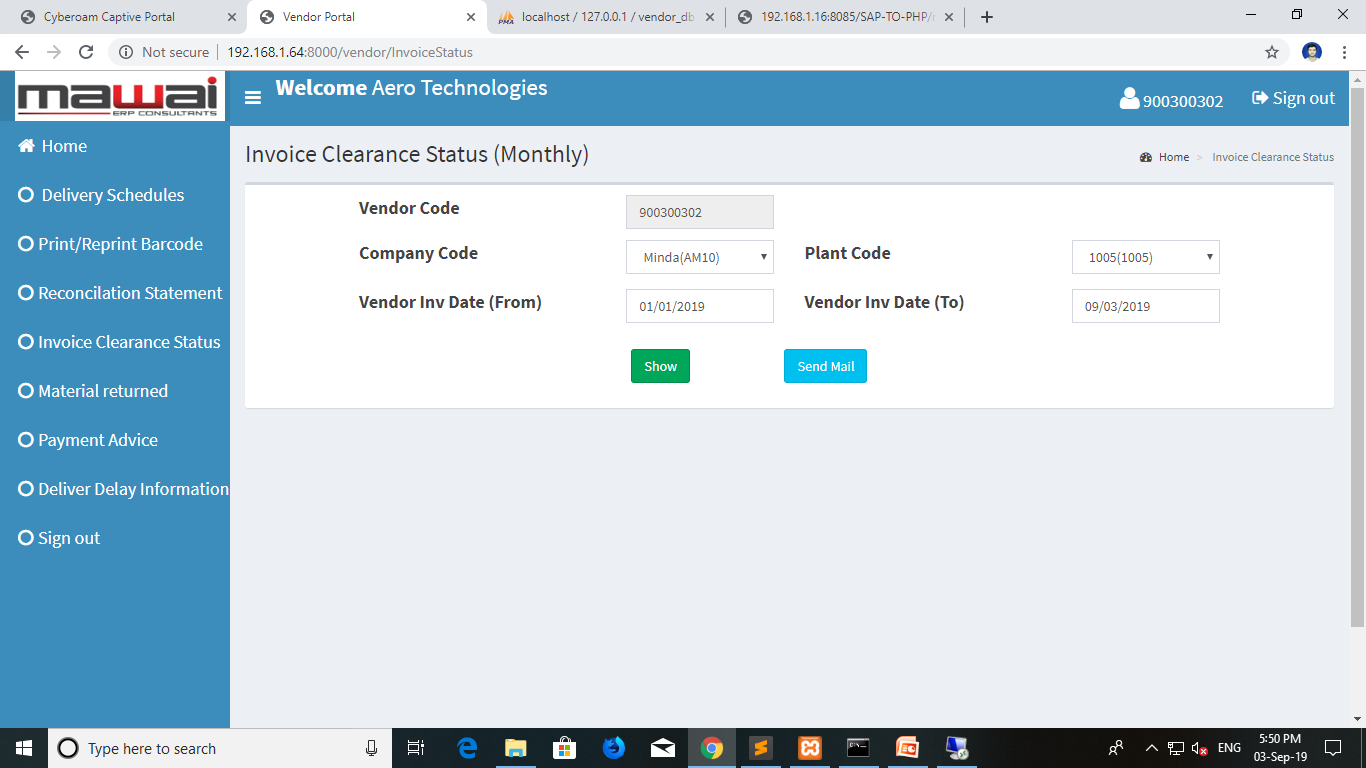 Cyberoam Captive Portal
Vendor Portal
localhost / 127.0.0.1 / vendor_db
192.168.1.16:8085/SAP-TO-PHP/
Not secure
192.168.1.64:8000/vendor/InvoiceStatus
mawai
ERP CONSULTANTS
Welcome Aero Technologies
900300302
Sign out
Home
Delivery Schedules
Print/Reprint Barcode
Reconcilation Statement
Invoice Clearance Status
Material returned
Payment Advice
Deliver Delay Information
Sign out
Invoice Clearance Status (Monthly)
Home > Invoice Clearance Status
Vendor Code
900300302
Company Code
Minda(AM10)
Plant Code
1005(1005)
Vendor Inv Date (From)
01/01/2019
Vendor Inv Date (To)
09/03/2019
Show
Send Mail
Type here to search
ENG
5:50 PM
03-Sep-19